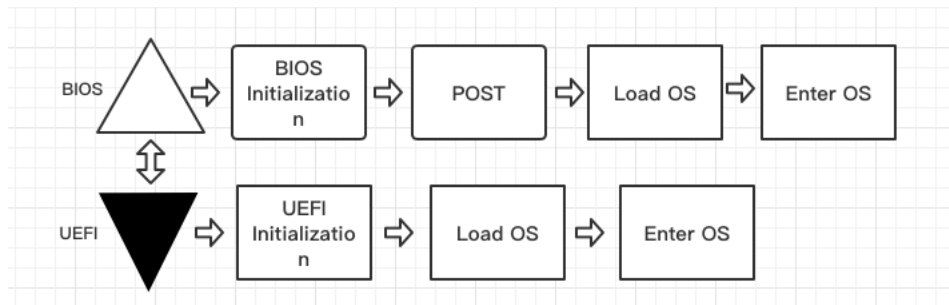 BIOS
BIOS
Initializatio
n
POST
Load OS
Enter OS
UEFI
UEFI
Initializatio
n
Load OS
Enter OS